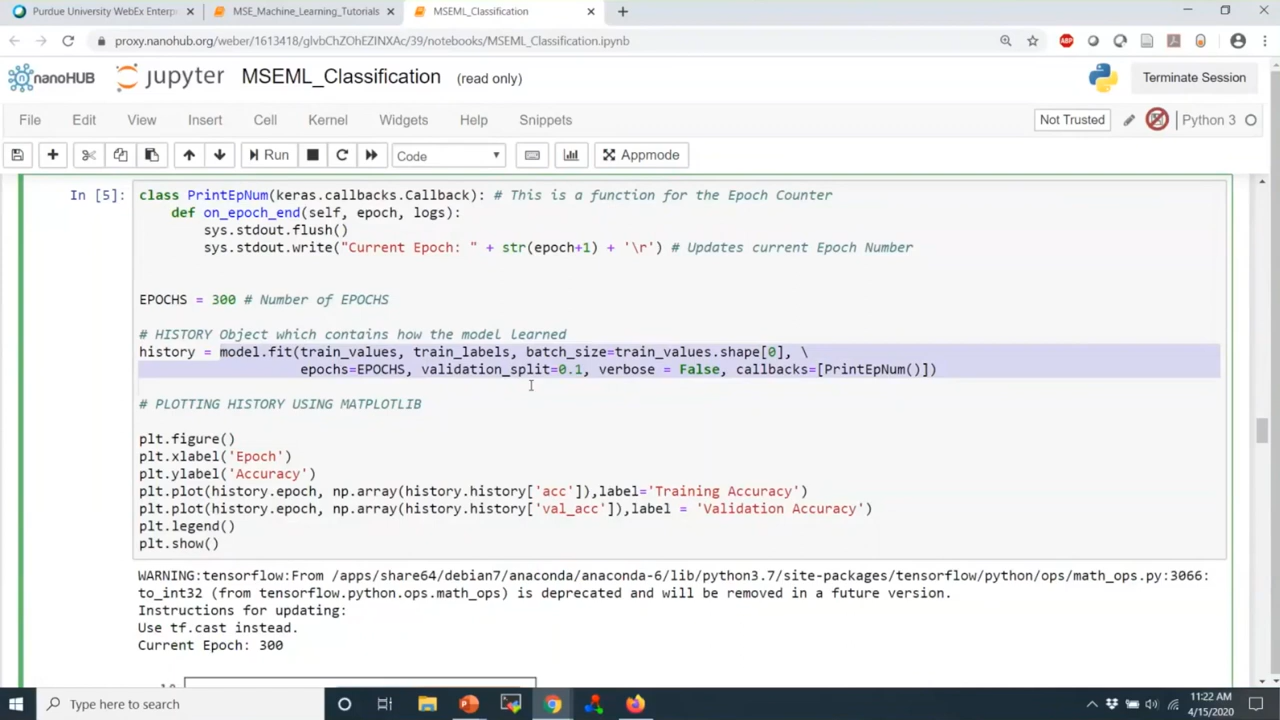 Purdue University WebEx Enterp
MSE_Machine_Learning_Tutorials
MSEML_Classification
proxy.nanohub.org/weber/1613418/glvbChZOhEZINXAc/39/notebooks/MSEML_Classification.ipynb
ABP
nanoHUB
jupyter
MSEML_Classification (read only)
Terminate Session
File Edit View Insert Cell Kernel Widgets Help Snippets
Not Trusted
Python 3
Run
Code
Appmode
In [5]: class PrintEpNum(keras.callbacks.Callback): # This is a function for the Epoch Counter
def on_epoch_end(self, epoch, logs):
sys.stdout.flush()
sys.stdout.write("Current Epoch: " + str(epoch+1) + '\r') # Updates current Epoch Number
EPOCHS = 300 # Number of EPOCHS
# HISTORY Object which contains how the model learned
history = model.fit(train_values, train_labels, batch_size=train_values.shape[0], \
epochs=EPOCHS, validation_split=0.1, verbose = False, callbacks=[PrintEpNum()])
# PLOTTING HISTORY USING MATPLOTLIB
plt.figure()
plt.xlabel('Epoch')
plt.ylabel('Accuracy')
plt.plot(history.epoch, np.array(history.history['acc']),label='Training Accuracy')
plt.plot(history.epoch, np.array(history.history['val_acc']),label = 'Validation Accuracy')
plt.legend()
plt.show()
WARNING:tensorflow:From /apps/share64/debian7/anaconda/anaconda-6/lib/python3.7/site-packages/tensorflow/python/ops/math_ops.py:3066:
to_int32 (from tensorflow.python.ops.math_ops) is deprecated and will be removed in a future version.
Instructions for updating:
Use tf.cast instead.
Current Epoch: 300
Type here to search
11:22 AM
4/15/2020